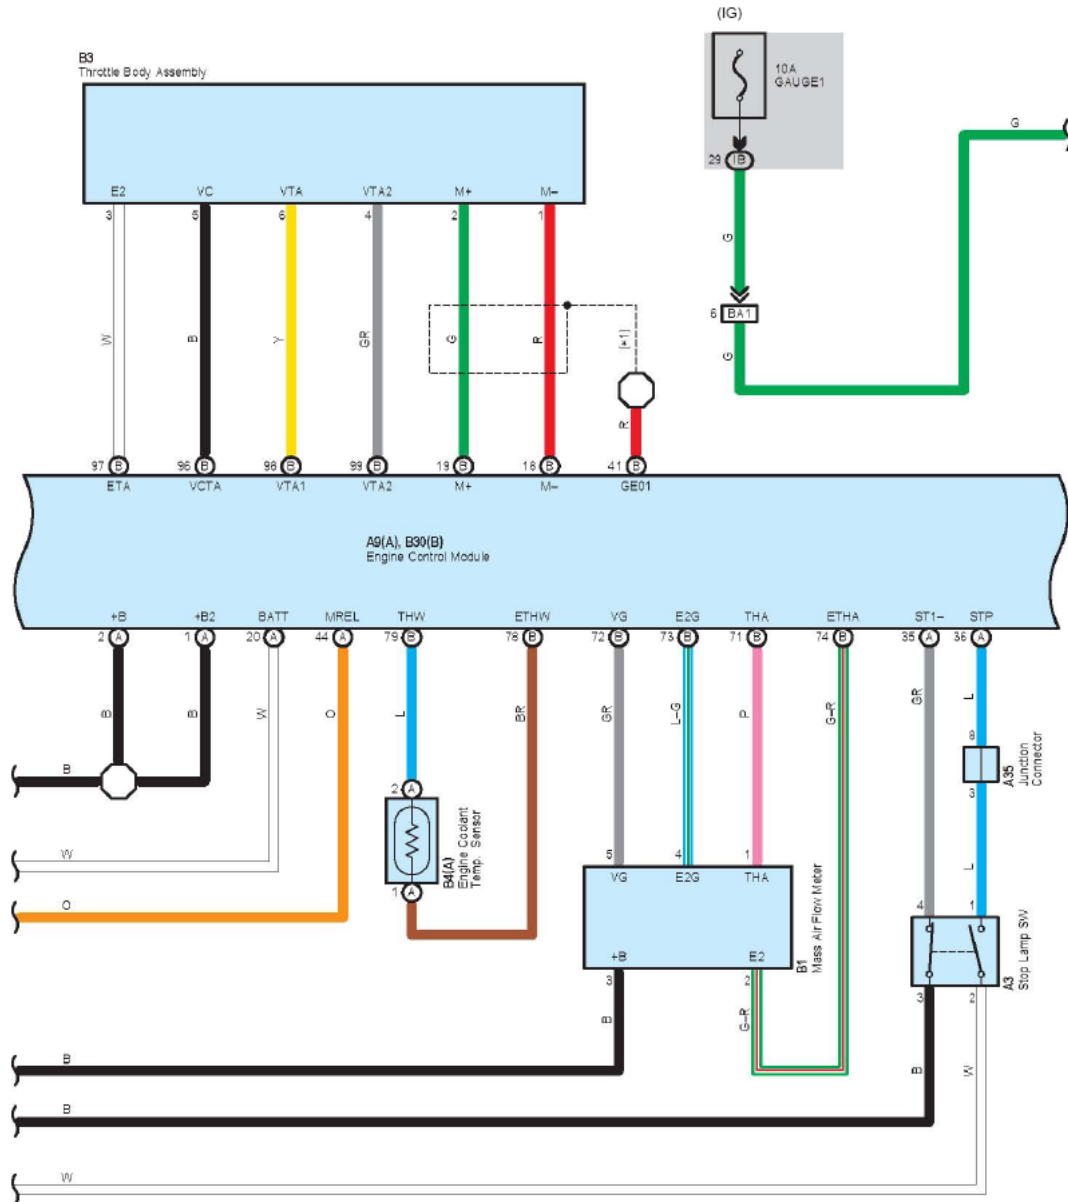 (IG)
10A
GAUGE1
29 IB
G
6 BA1
G
G
B3
Throttle Body Assembly
E2 VC VTA VTA2 M+ M−
3 5 6 4 2 1
W B Y GR G R (*1)
R
97 B 96 B 98 B 99 B 19 B 18 B 41 B
ETA VCTA VTA1 VTA2 M+ M− GE01
A9(A), B30(B)
Engine Control Module
+B +B2 BATT MREL THW ETHW VG E2G THA ETHA ST1− STP
2 A 1 A 20 A 44 A 79 B 78 B 72 B 73 B 71 B 74 B 35 A 36 A
B B W O L BR GR L–G P G–R GR L
8
A35
Junction
Connector
3
B
2 A
B4(A)
Engine Coolant
Temp. Sensor
1 A
W
O
5 4 1
VG E2G THA
B1
Mass Air Flow Meter
+B E2
3 2
B G–R
L
4 1
A3
Stop Lamp SW
3 2
B W
B
B
W